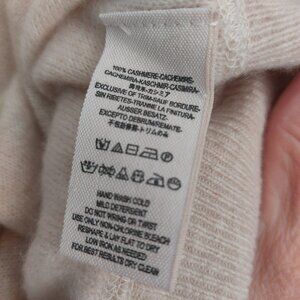 100% CASHMERE-CACHEMIRE-
CACHEMIRA-KASCHMIR-CASIMIRA-
EXCLUSIVE OF TRIM-SAUF BORDURE-
SIN RIBETES-TRANNE LA FINITURA-
AUSSER BESATZ-
EXCEPTO DEBRUM/REMATE-
HAND WASH COLD
MILD DETERGENT
DO NOT WRING OR TWIST
USE ONLY NON-CHLORINE BLEACH
RESHAPE & LAY FLAT TO DRY
LOW IRON AS NEEDED
FOR BEST RESULTS DRY CLEAN